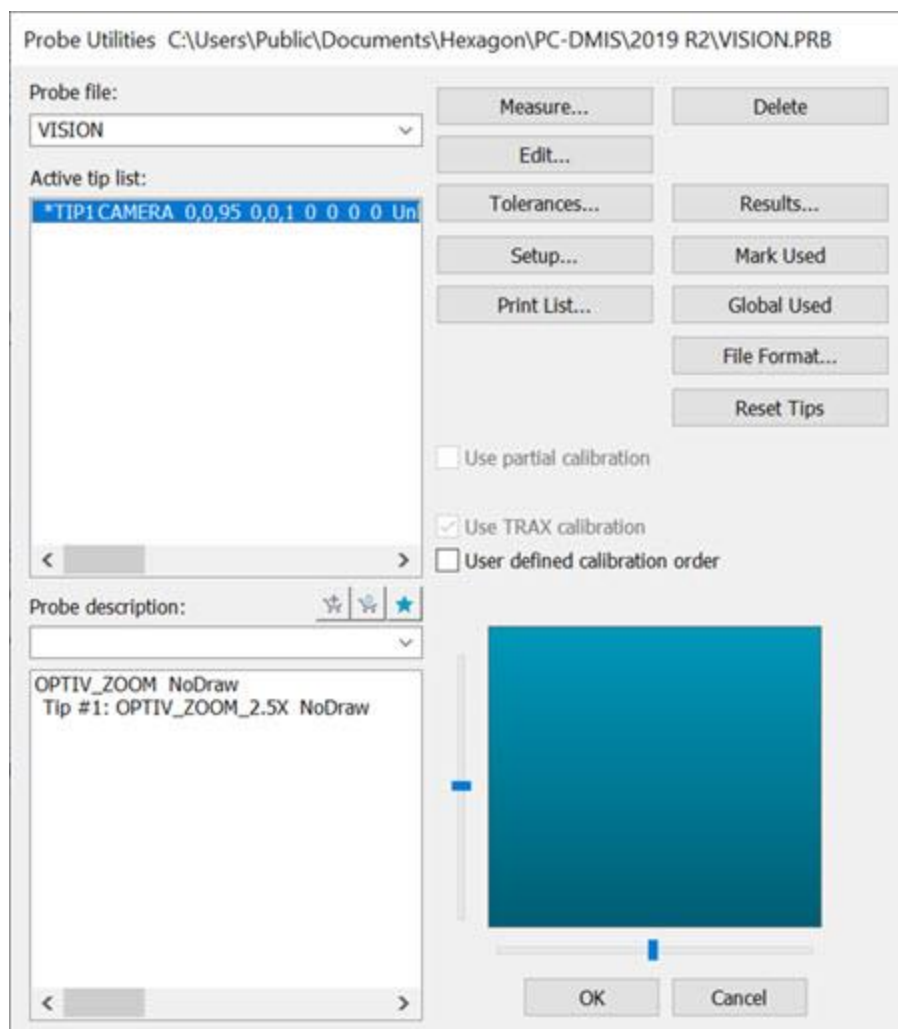 Probe Utilities C:\Users\Public\Documents\Hexagon\PC-DMIS\2019 R2\VISION.PRB
Probe file:
VISION
Active tip list:
*TIP1CAMERA 0,0,95 0,0,1 0 0 0 0
Measure...
Delete
Edit...
Tolerances...
Results...
Setup...
Mark Used
Print List...
Global Used
File Format...
Reset Tips
Use partial calibration
Use TRAX calibration
User defined calibration order
Probe description:
OPTIV_ZOOM NoDraw
Tip #1: OPTIV_ZOOM_2.5X NoDraw
OK
Cancel